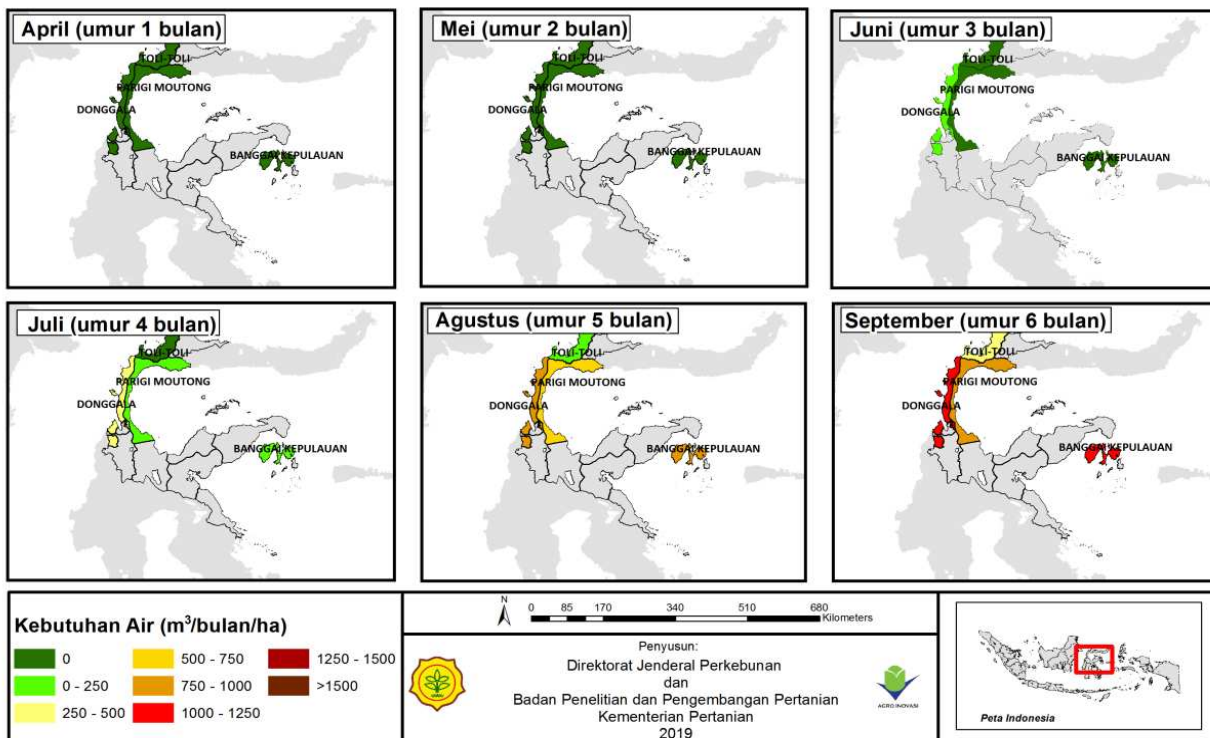 April (umur 1 bulan)
TOLI-TOLI
PARIGI MOUTONG
DONGGALA
BANGGAI KEPULAUAN
Mei (umur 2 bulan)
TOLI-TOLI
PARIGI MOUTONG
DONGGALA
BANGGAI KEPULAUAN
Juni (umur 3 bulan)
TOLI-TOLI
PARIGI MOUTONG
DONGGALA
BANGGAI KEPULAUAN
Juli (umur 4 bulan)
TOLI-TOLI
PARIGI MOUTONG
DONGGALA
BANGGAI KEPULAUAN
Agustus (umur 5 bulan)
TOLI-TOLI
PARIGI MOUTONG
DONGGALA
BANGGAI KEPULAUAN
September (umur 6 bulan)
TOLI-TOLI
PARIGI MOUTONG
DONGGALA
BANGGAI KEPULAUAN
Kebutuhan Air (m³/bulan/ha)
0 500 - 750 1250 - 1500
0 - 250 750 - 1000 >1500
250 - 500 1000 - 1250
N
0 85 170 340 510 680
Kilometers
Penyusun:
Direktorat Jenderal Perkebunan
dan
Badan Penelitian dan Pengembangan Pertanian
Kementerian Pertanian
2019
AGRO INOVASI
Peta Indonesia